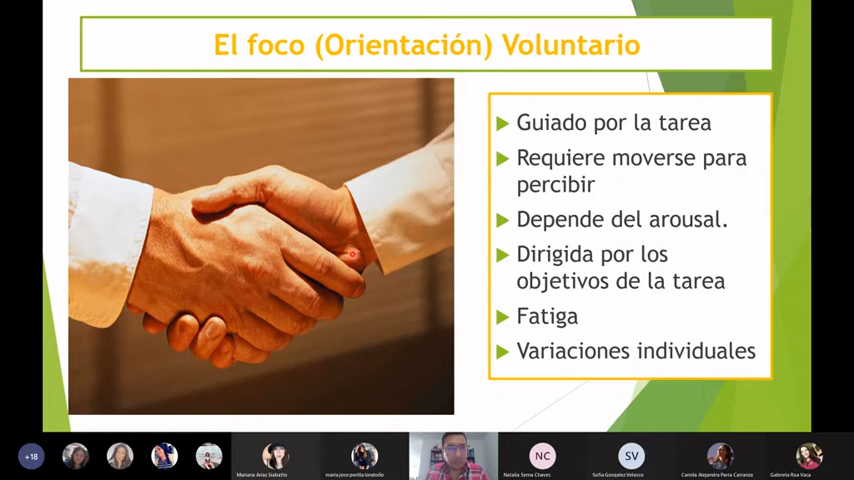 El foco (Orientación) Voluntario
Guiado por la tarea
Requiere moverse para
percibir
Depende del arousal.
Dirigida por los
objetivos de la tarea
Fatiga
Variaciones individuales
+18
NC
SV
Mariana Arias Siabatto
maria jose perilla londoño
Natalia Serna Chaves
Sofia Gonzalez Velasco
Camila Alejandra Parra Carranza
Gabriela Roa Vaca